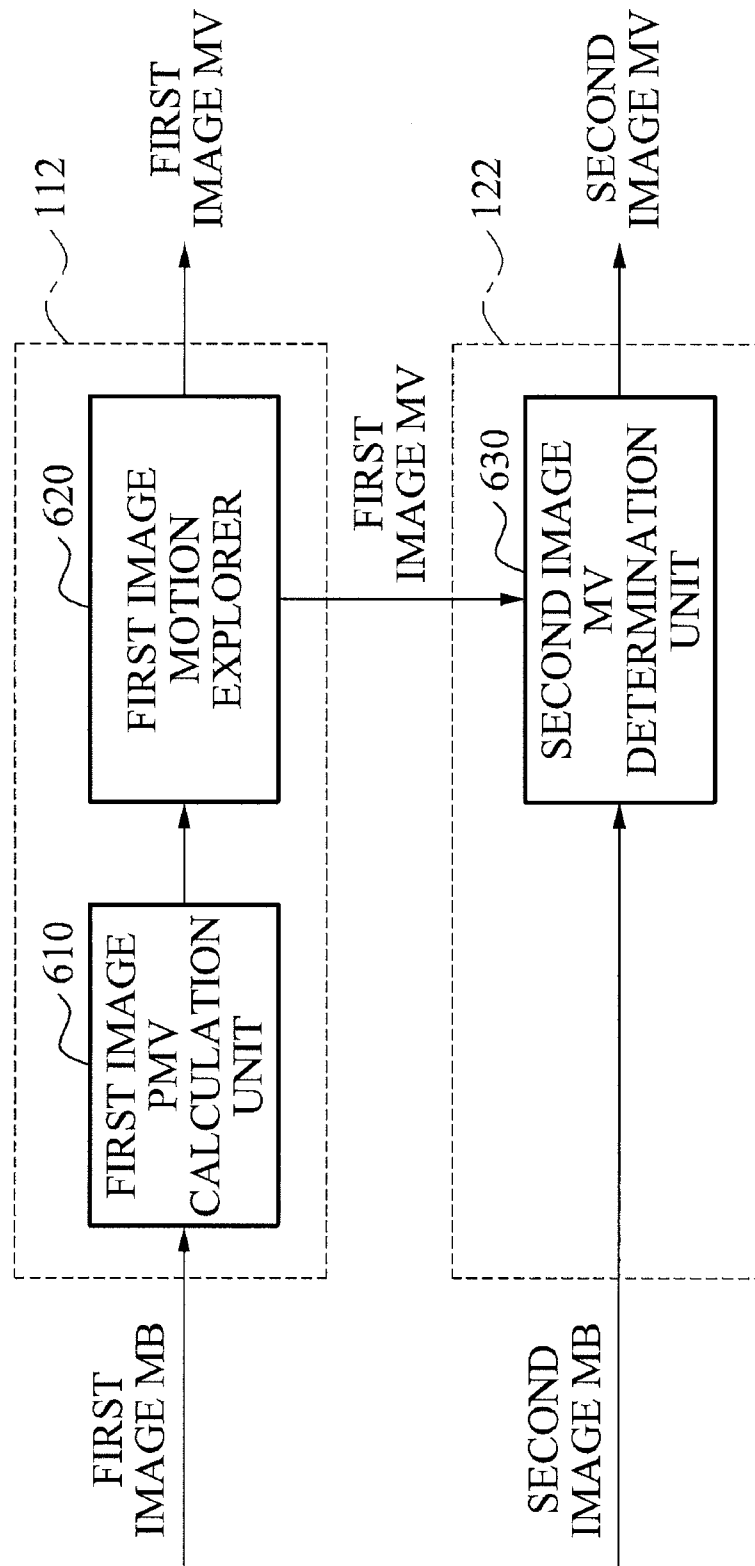 FIRST
IMAGE MB
610
FIRST IMAGE
PMV
CALCULATION
UNIT
620
FIRST IMAGE
MOTION
EXPLORER
112
FIRST
IMAGE MV
FIRST
IMAGE MV
SECOND
IMAGE MB
630
SECOND IMAGE
MV
DETERMINATION
UNIT
122
SECOND
IMAGE MV